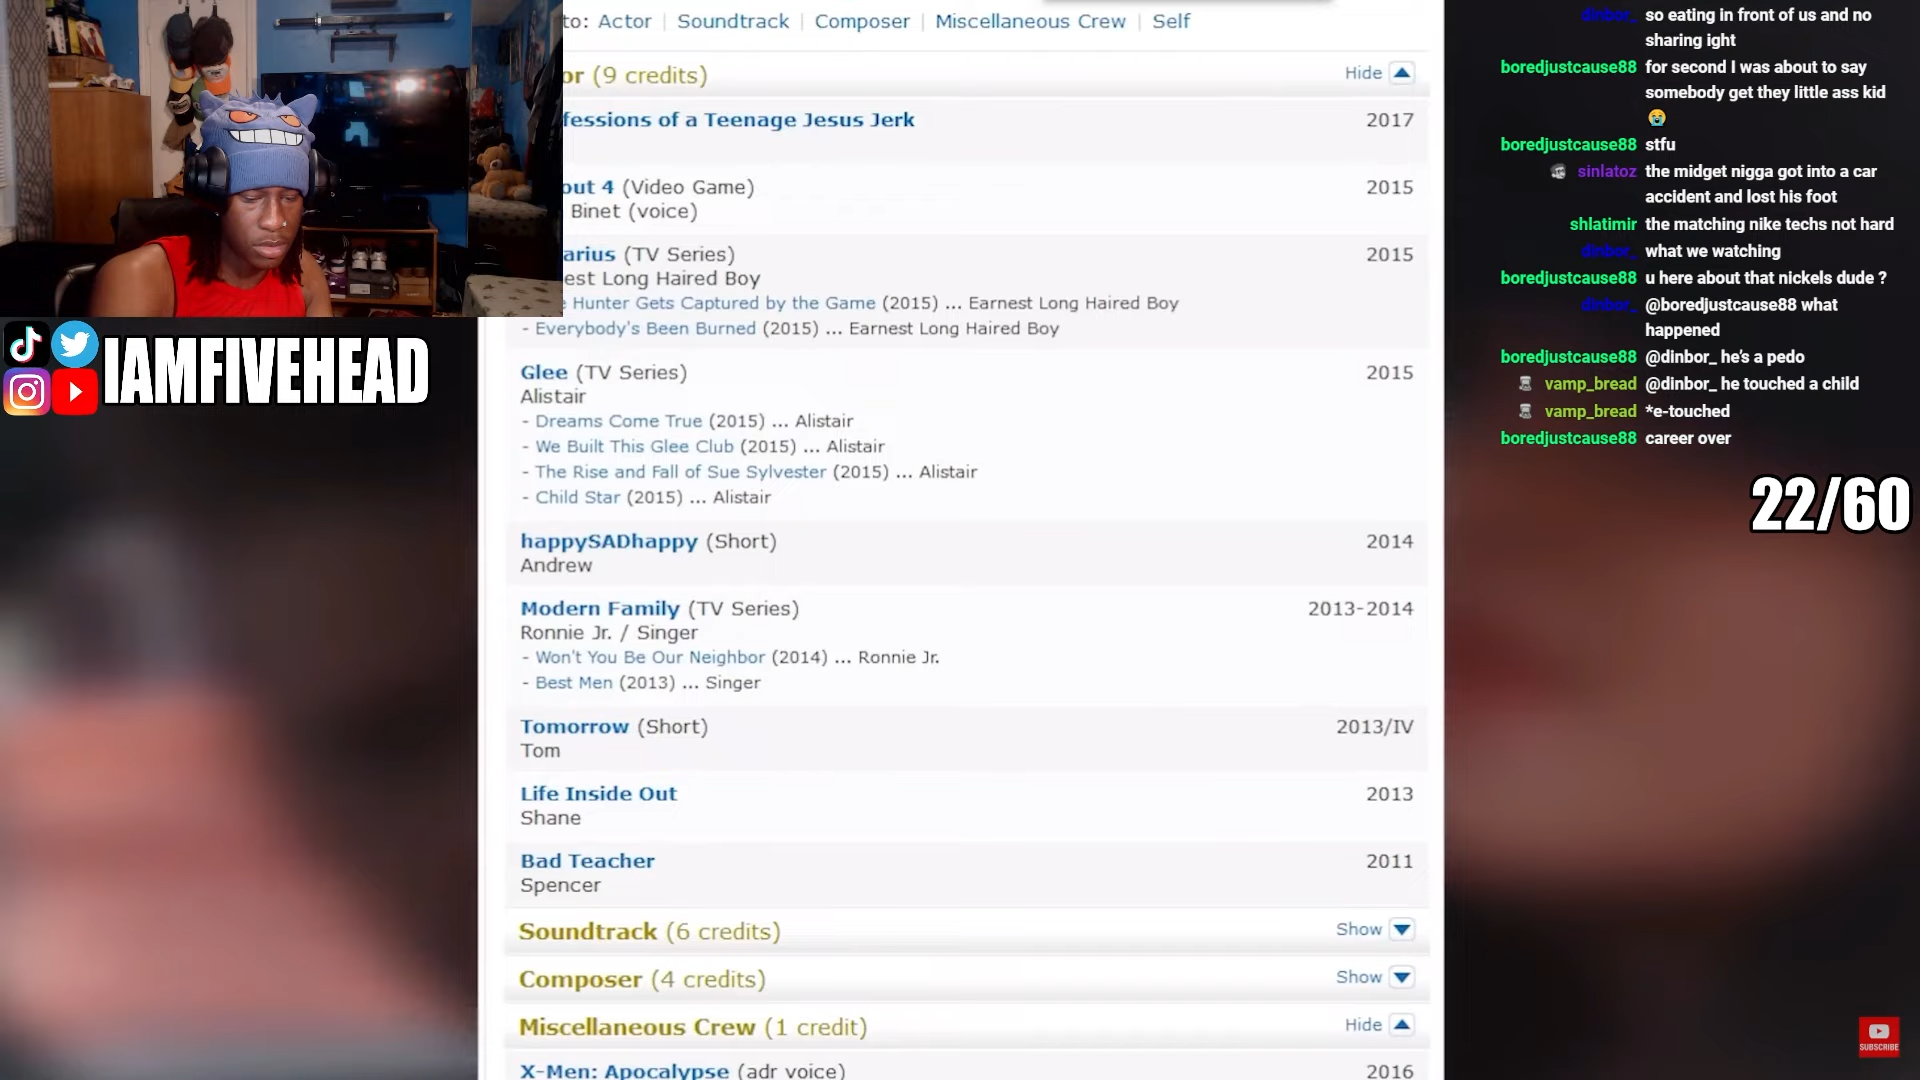 to: Actor | Soundtrack | Composer | Miscellaneous Crew | Self
or (9 credits)
Hide
fessions of a Teenage Jesus Jerk
2017
out 4 (Video Game)
2015
Binet (voice)
arius (TV Series)
2015
est Long Haired Boy
e Hunter Gets Captured by the Game (2015) ... Earnest Long Haired Boy
- Everybody's Been Burned (2015) ... Earnest Long Haired Boy
Glee (TV Series)
2015
Alistair
- Dreams Come True (2015) ... Alistair
- We Built This Glee Club (2015) ... Alistair
- The Rise and Fall of Sue Sylvester (2015) ... Alistair
- Child Star (2015) ... Alistair
happySADhappy (Short)
2014
Andrew
Modern Family (TV Series)
2013-2014
Ronnie Jr. / Singer
- Won't You Be Our Neighbor (2014) ... Ronnie Jr.
- Best Men (2013) ... Singer
Tomorrow (Short)
2013/IV
Tom
Life Inside Out
2013
Shane
Bad Teacher
2011
Spencer
Soundtrack (6 credits)
Show
Composer (4 credits)
Show
Miscellaneous Crew (1 credit)
Hide
X-Men: Apocalypse (adr voice)
2016
IAMFIVEHEAD
dinbor_ so eating in front of us and no
sharing ight
boredjustcause88 for second I was about to say
somebody get they little ass kid
😭
boredjustcause88 stfu
sinlatoz the midget nigga got into a car
accident and lost his foot
shlatimir the matching nike techs not hard
dinbor_ what we watching
boredjustcause88 u here about that nickels dude ?
dinbor_ @boredjustcause88 what
happened
boredjustcause88 @dinbor_ he's a pedo
vamp_bread @dinbor_ he touched a child
vamp_bread *e-touched
boredjustcause88 career over
22/60
SUBSCRIBE